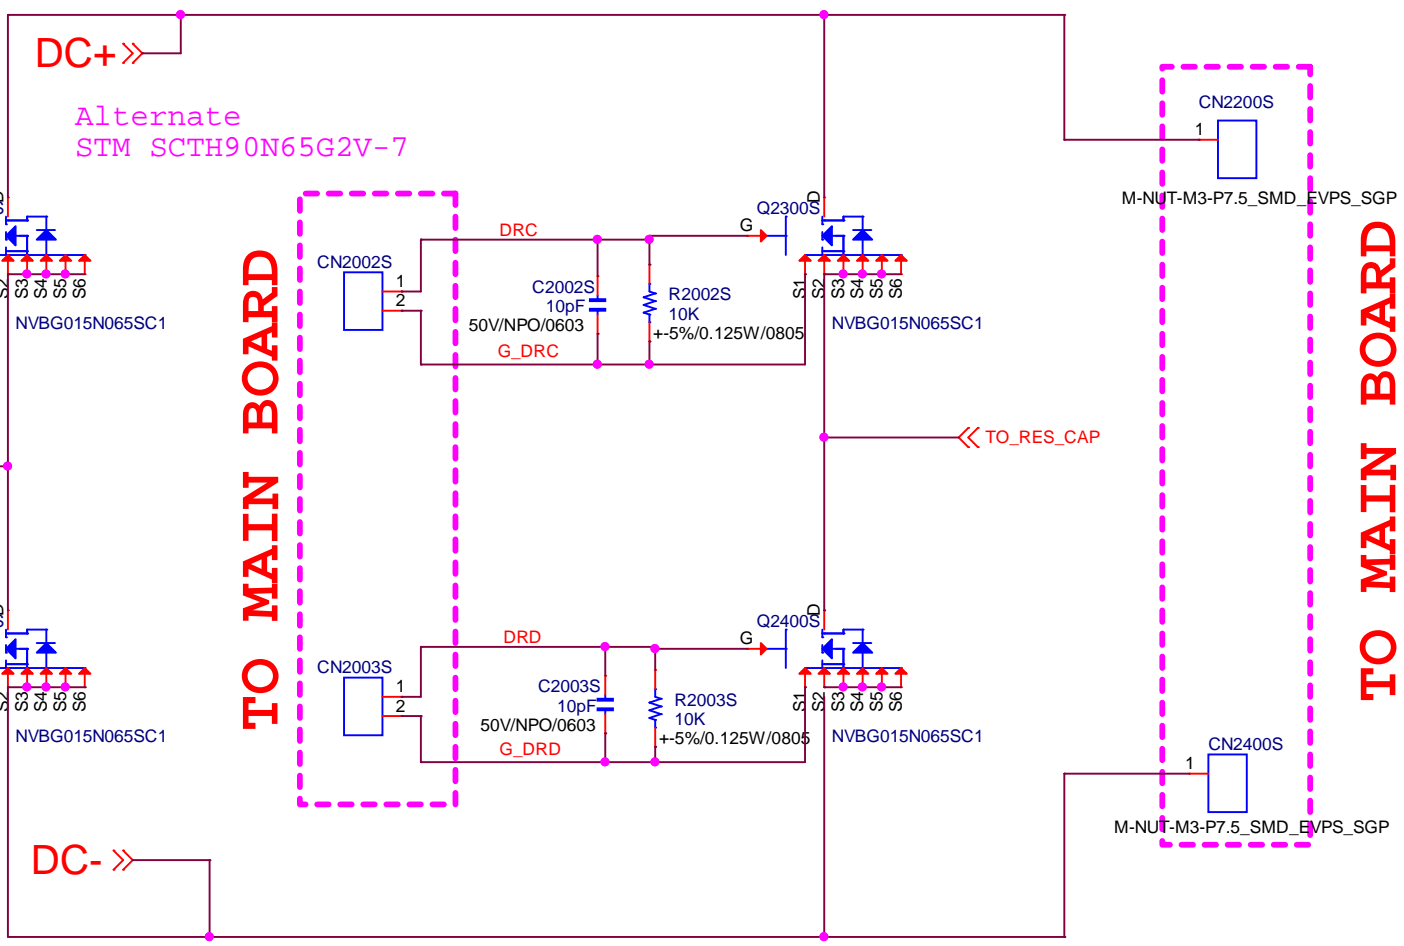 DC+
Alternate
STM SCTH90N65G2V-7
CN2200S
1
M-NUT-M3-P7.5_SMD_EVPS_SGP
D
S2
S3
S4
S5
S6
NVBG015N065SC1
TO MAIN BOARD
CN2002S
1
2
DRC
C2002S
10pF
50V/NPO/0603
R2002S
10K
+-5%/0.125W/0805
G_DRC
Q2300S
G
D
S1
S2
S3
S4
S5
S6
NVBG015N065SC1
TO_RES_CAP
TO MAIN BOARD
D
S2
S3
S4
S5
S6
NVBG015N065SC1
CN2003S
1
2
DRD
C2003S
10pF
50V/NPO/0603
R2003S
10K
+-5%/0.125W/0805
G_DRD
Q2400S
G
D
S1
S2
S3
S4
S5
S6
NVBG015N065SC1
CN2400S
1
M-NUT-M3-P7.5_SMD_EVPS_SGP
DC-